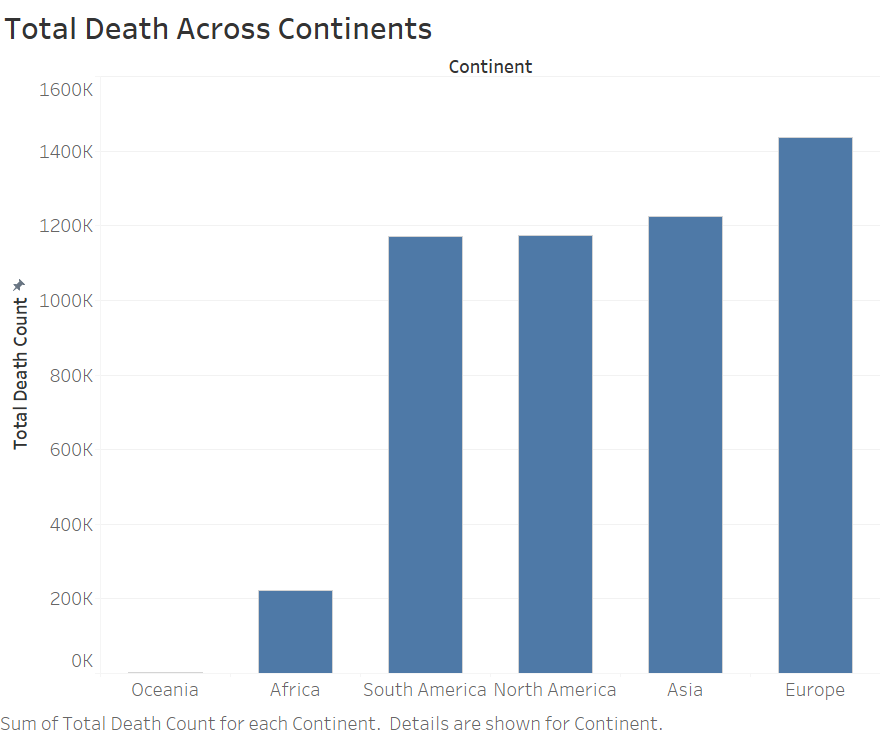 Total Death Across Continents
Continent
1600K
1400K
1200K
1000K
800K
600K
400K
200K
0K
Total Death Count
Oceania Africa South America North America Asia Europe
Sum of Total Death Count for each Continent. Details are shown for Continent.